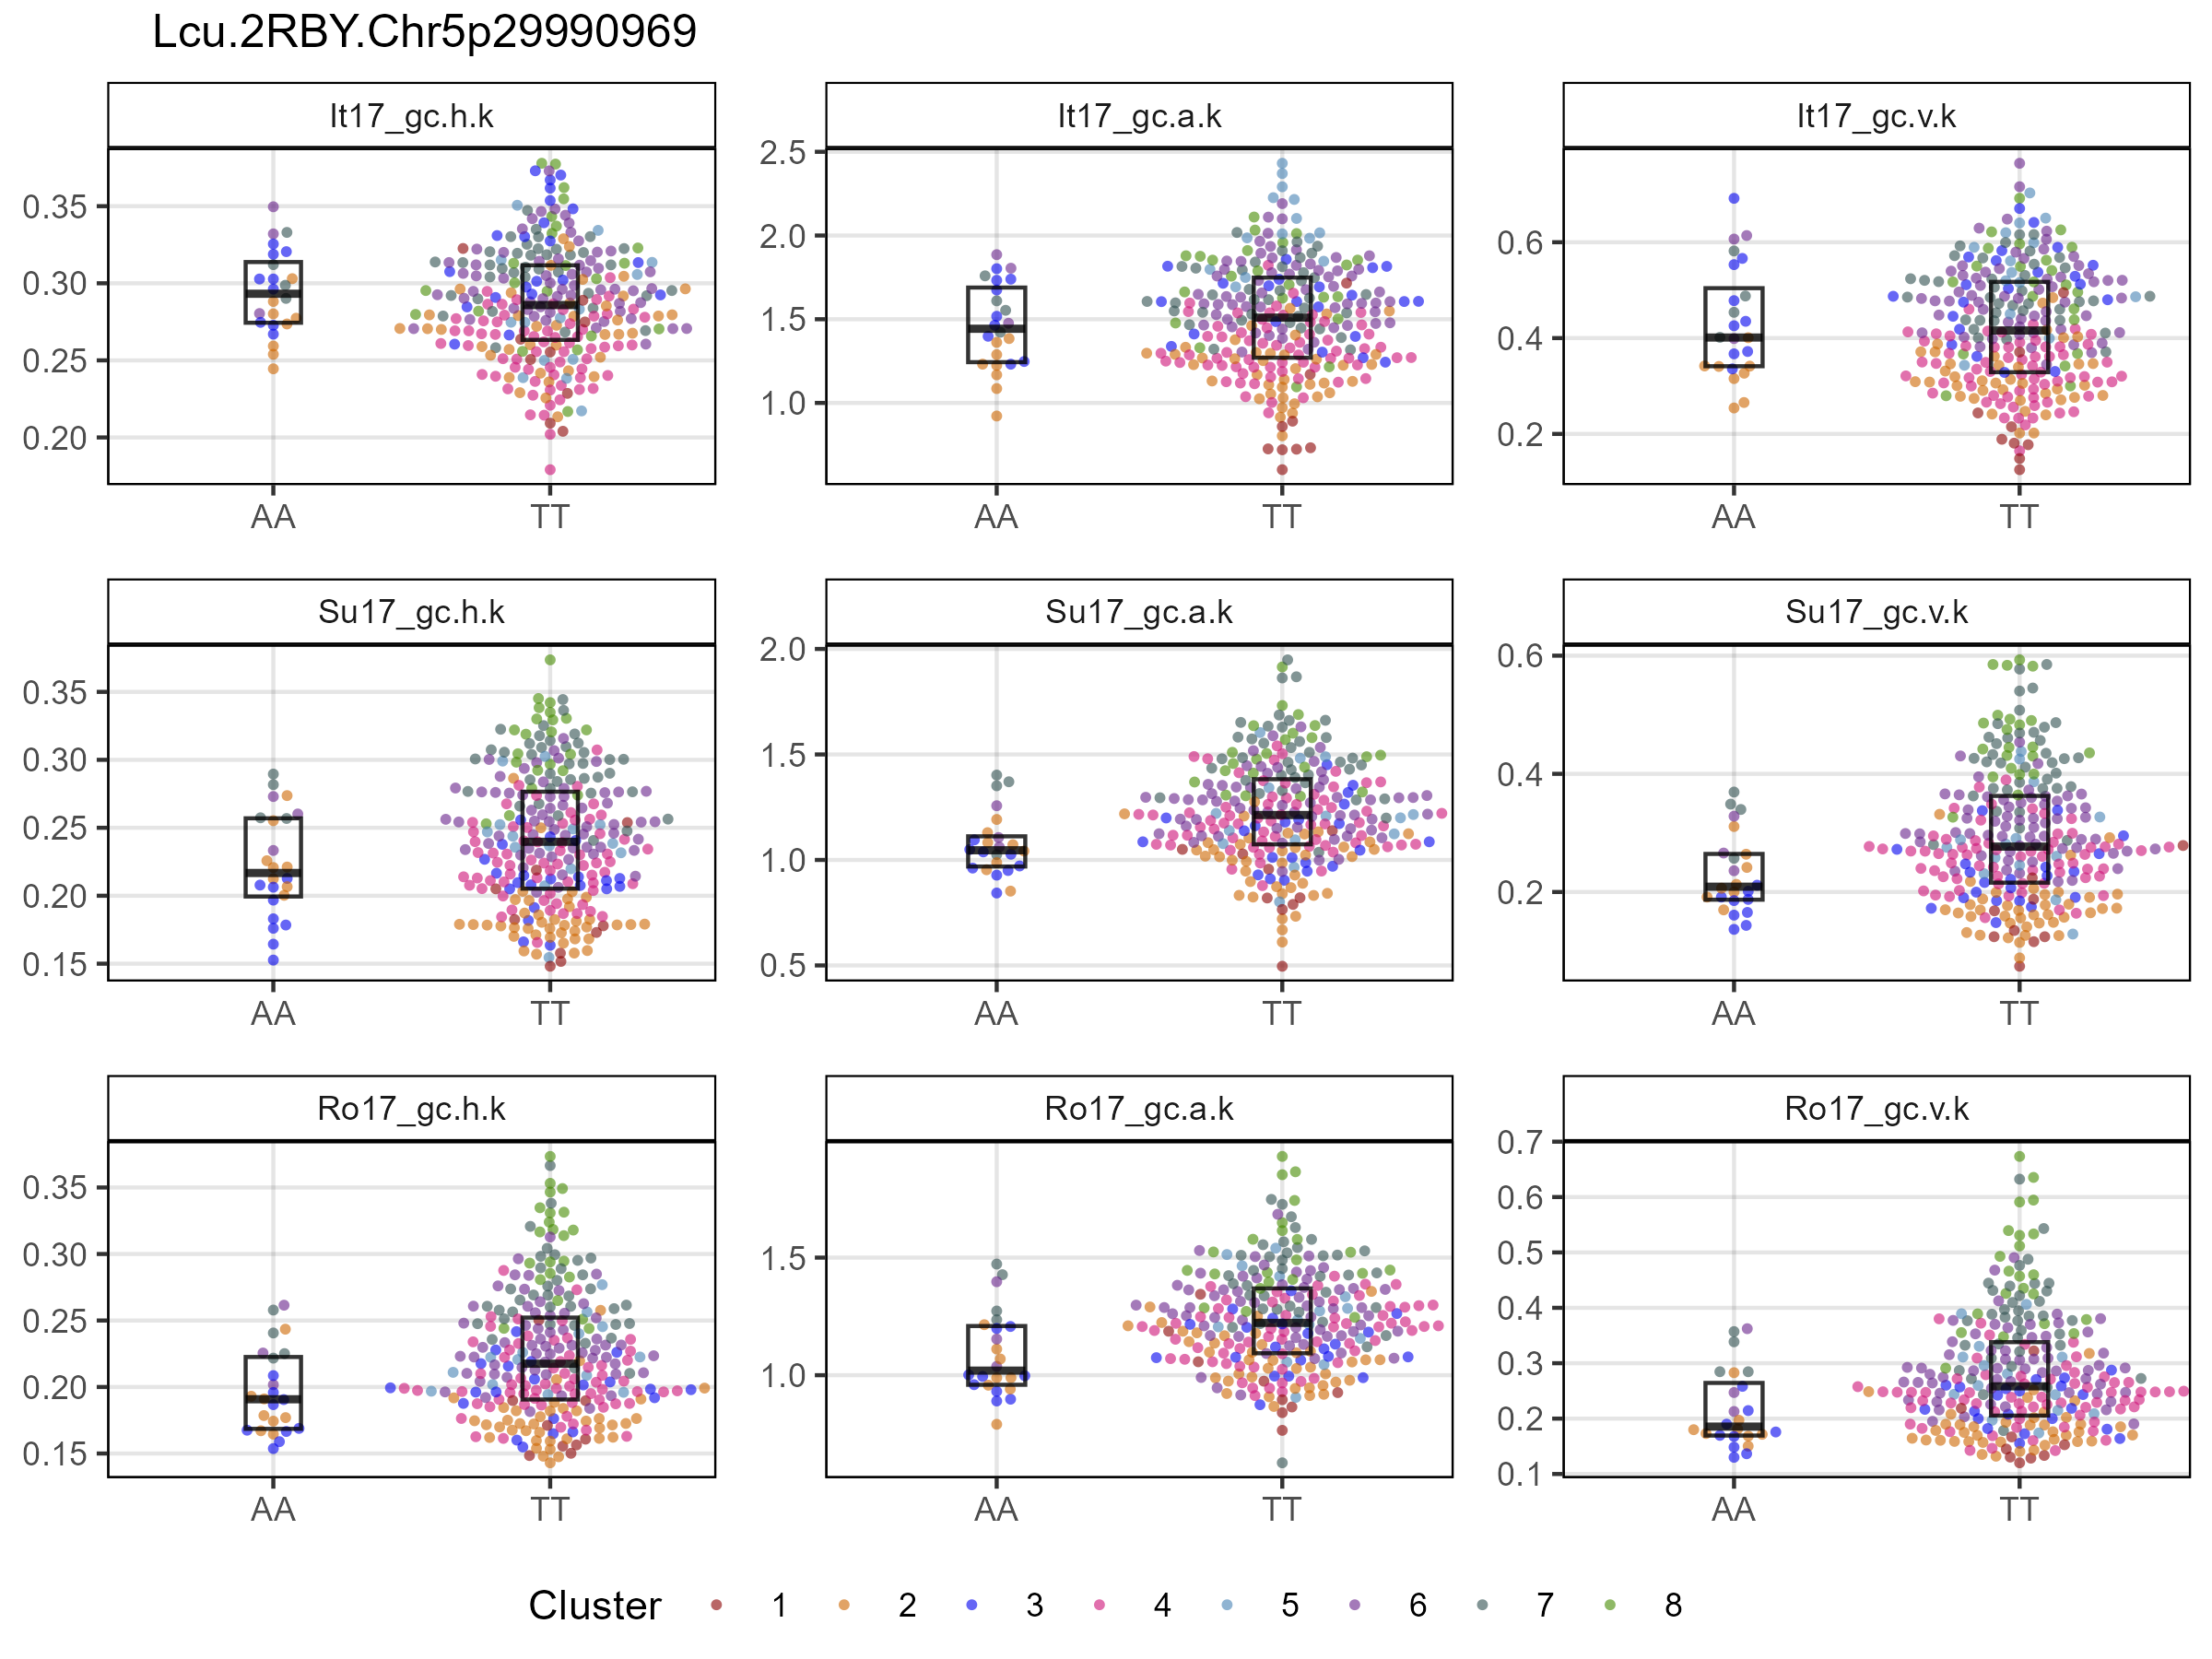 Lcu.2RBY.Chr5p29990969
It17_gc.h.k
It17_gc.a.k
It17_gc.v.k
0.35
0.30
0.25
0.20
AA TT
2.5
2.0
1.5
1.0
AA TT
0.6
0.4
0.2
AA TT
Su17_gc.h.k
Su17_gc.a.k
Su17_gc.v.k
0.35
0.30
0.25
0.20
0.15
AA TT
2.0
1.5
1.0
0.5
AA TT
0.6
0.4
0.2
AA TT
Ro17_gc.h.k
Ro17_gc.a.k
Ro17_gc.v.k
0.35
0.30
0.25
0.20
0.15
AA TT
1.5
1.0
AA TT
0.7
0.6
0.5
0.4
0.3
0.2
0.1
AA TT
Cluster 1 2 3 4 5 6 7 8